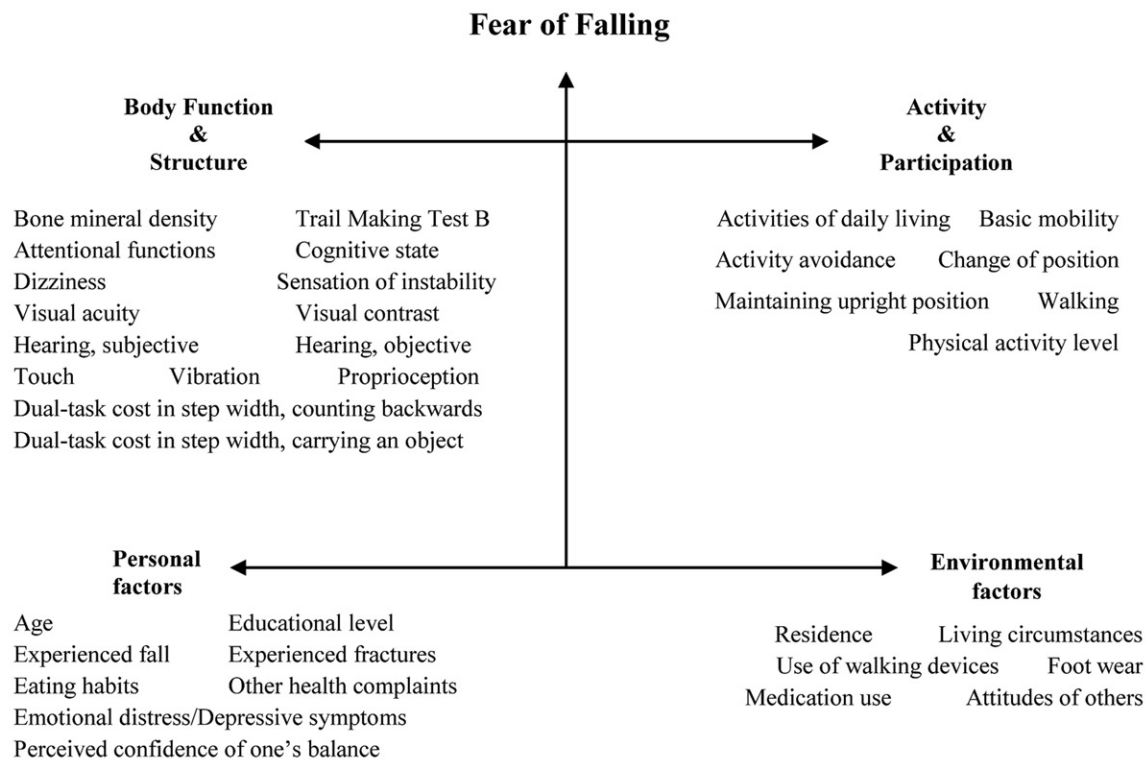 Fear of Falling
Body Function
&
Structure
Activity
&
Participation
Bone mineral density Trail Making Test B
Attentional functions Cognitive state
Dizziness Sensation of instability
Visual acuity Visual contrast
Hearing, subjective Hearing, objective
Touch Vibration Proprioception
Dual-task cost in step width, counting backwards
Dual-task cost in step width, carrying an object
Activities of daily living Basic mobility
Activity avoidance Change of position
Maintaining upright position Walking
Physical activity level
Personal
factors
Environmental
factors
Age Educational level
Experienced fall Experienced fractures
Eating habits Other health complaints
Emotional distress/Depressive symptoms
Perceived confidence of one’s balance
Residence Living circumstances
Use of walking devices Foot wear
Medication use Attitudes of others